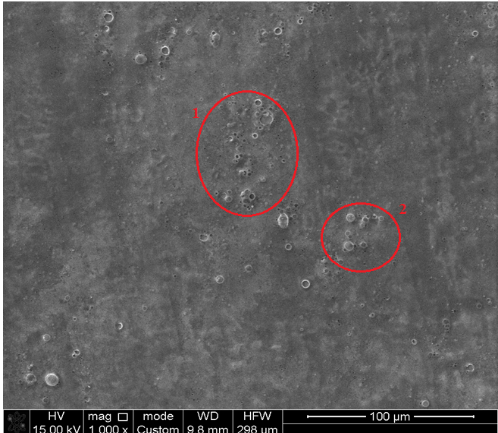 1
2
HV mag □ mode WD HFW 100 µm
15.00 kV 1 000 x Custom 9.8 mm 298 µm